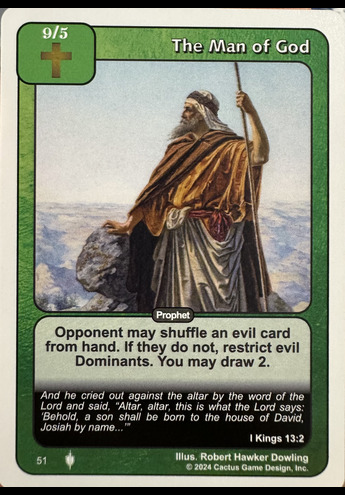 9/5
The Man of God
Prophet
Opponent may shuffle an evil card
from hand. If they do not, restrict evil
Dominants. You may draw 2.
And he cried out against the altar by the word of the
Lord and said, "Altar, altar, this is what the Lord says:
'Behold, a son shall be born to the house of David,
Josiah by name...'"
I Kings 13:2
51
Illus. Robert Hawker Dowling
© 2024 Cactus Game Design, Inc.